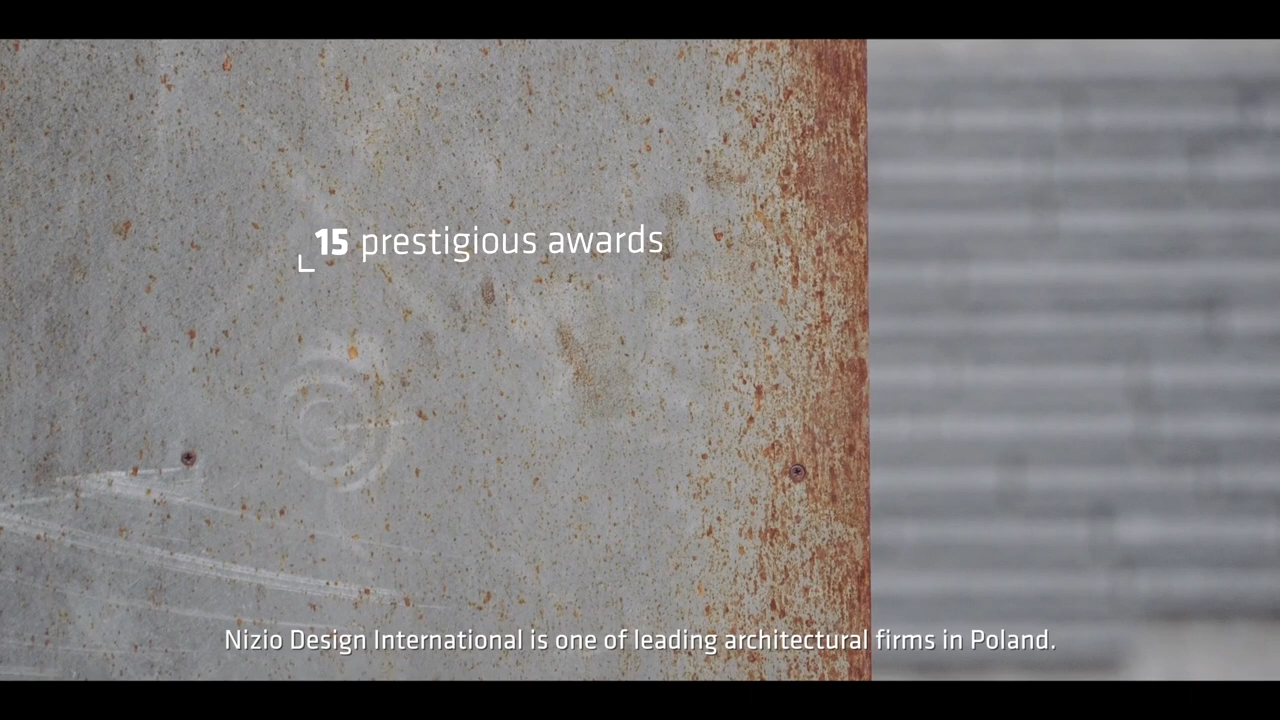 15 prestigious awards
Nizio Design International is one of leading architectural firms in Poland.